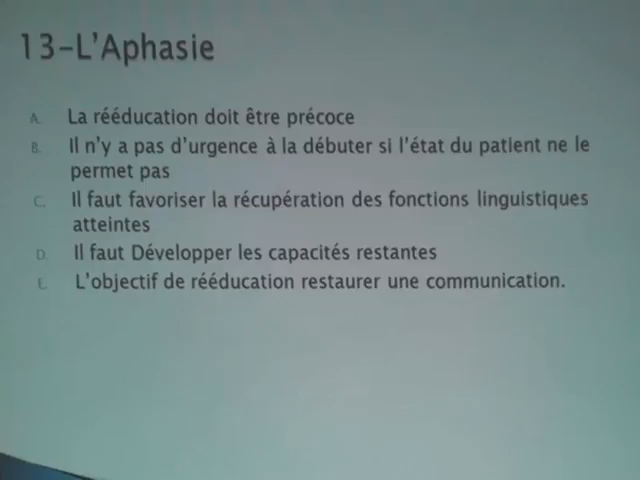 13-L'Aphasie
A. La rééducation doit être précoce
B. Il n'y a pas d'urgence à la débuter si l'état du patient ne le
permet pas
C. Il faut favoriser la récupération des fonctions linguistiques
atteintes
D. Il faut Développer les capacités restantes
E. L'objectif de rééducation restaurer une communication.